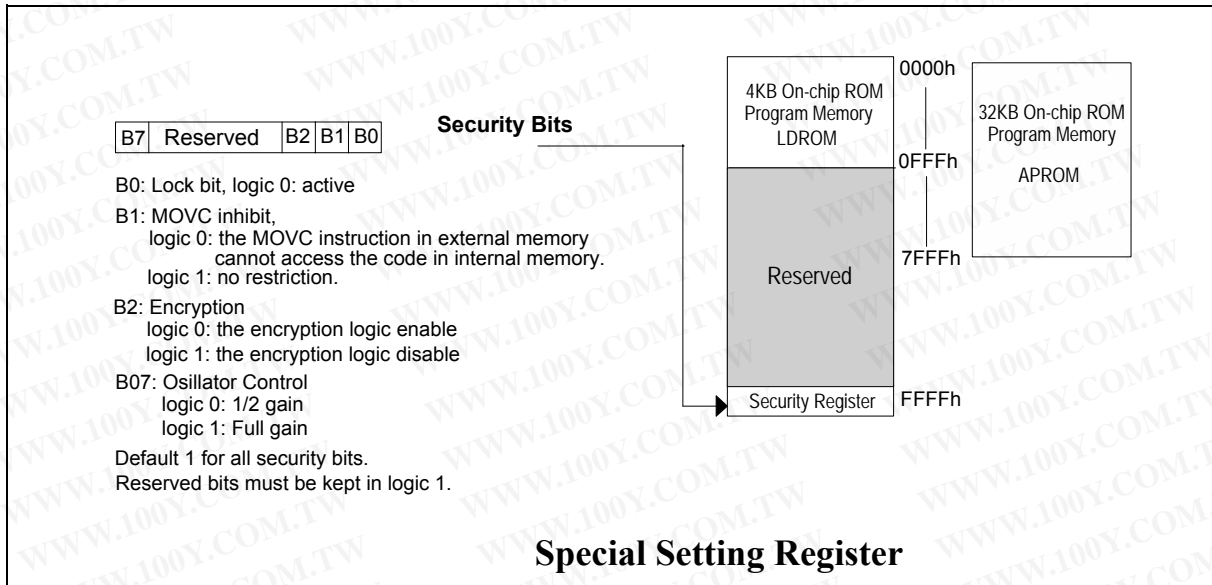 B7 Reserved B2 B1 B0
Security Bits
B0: Lock bit, logic 0: active
B1: MOVC inhibit,
logic 0: the MOVC instruction in external memory
cannot access the code in internal memory.
logic 1: no restriction.
B2: Encryption
logic 0: the encryption logic enable
logic 1: the encryption logic disable
B07: Osillator Control
logic 0: 1/2 gain
logic 1: Full gain
Default 1 for all security bits.
Reserved bits must be kept in logic 1.
4KB On-chip ROM
Program Memory
LDROM
0000h
0FFFh
7FFFh
Reserved
Security Register
FFFFh
32KB On-chip ROM
Program Memory
APROM
Special Setting Register
WWW.100Y.COM.TW